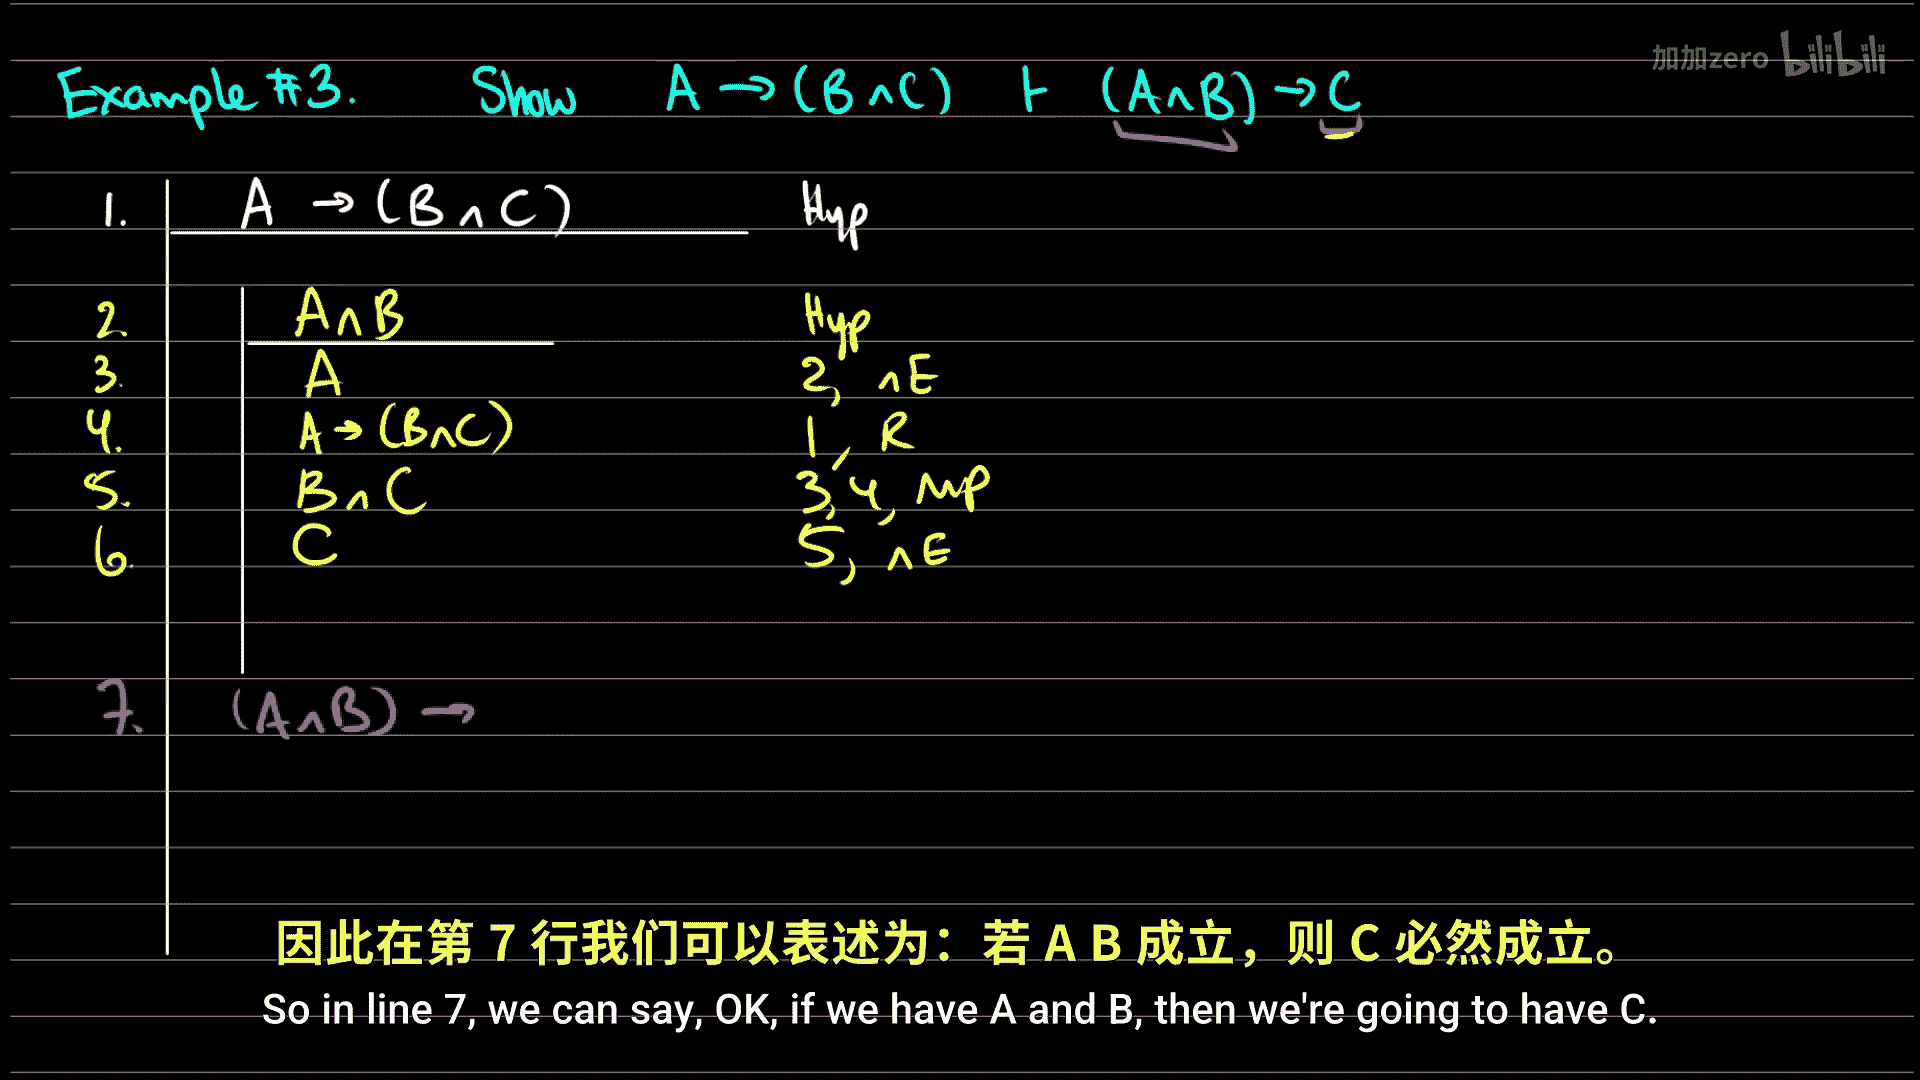 加加zero bilibili
Example #3. Show A → (B ∧ C) ⊢ (A ∧ B) → C
1. A → (B ∧ C) Hyp
2. A ∧ B Hyp
3. A 2, ∧E
4. A → (B ∧ C) 1, R
5. B ∧ C 3, 4, MP
6. C 5, ∧E
7. (A ∧ B) →
因此在第 7 行我们可以表述为：若 A B 成立，则 C 必然成立。
So in line 7, we can say, OK, if we have A and B, then we're going to have C.